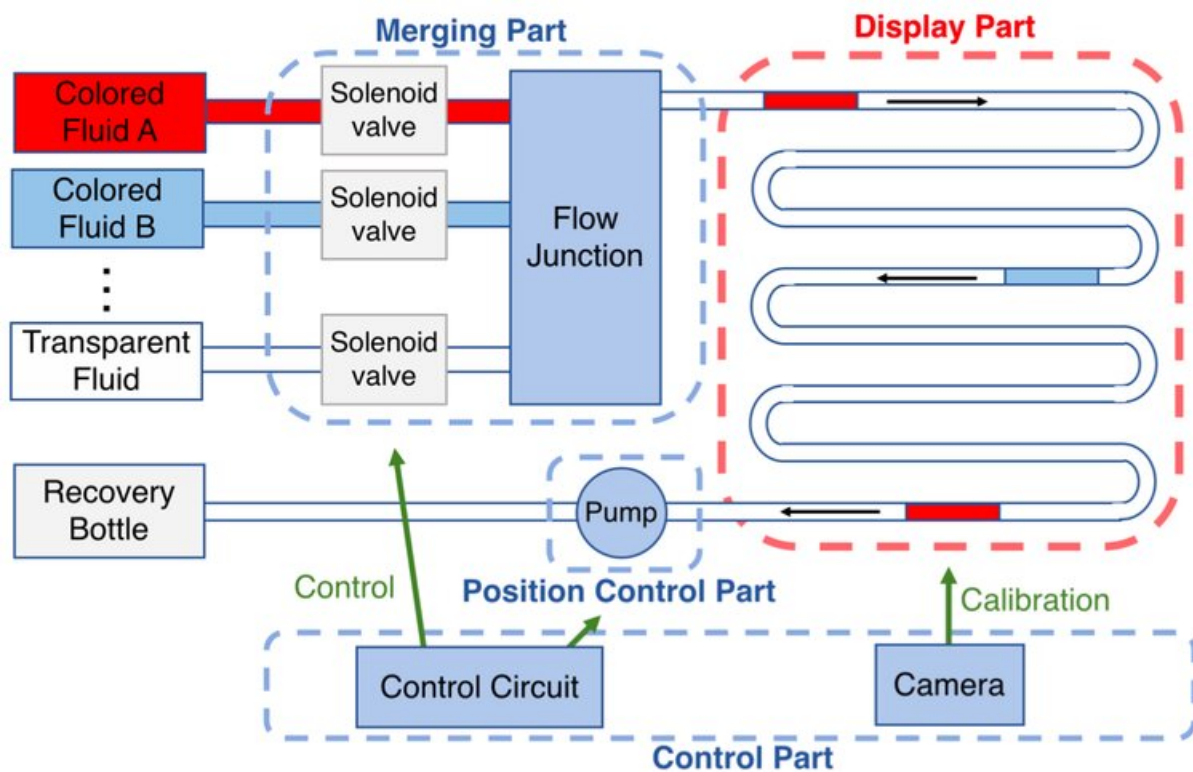 Merging Part
Display Part
Colored
Fluid A
Solenoid
valve
Colored
Fluid B
Solenoid
valve
Flow
Junction
Transparent
Fluid
Solenoid
valve
Recovery
Bottle
Pump
Control
Position Control Part
Calibration
Control Circuit
Camera
Control Part